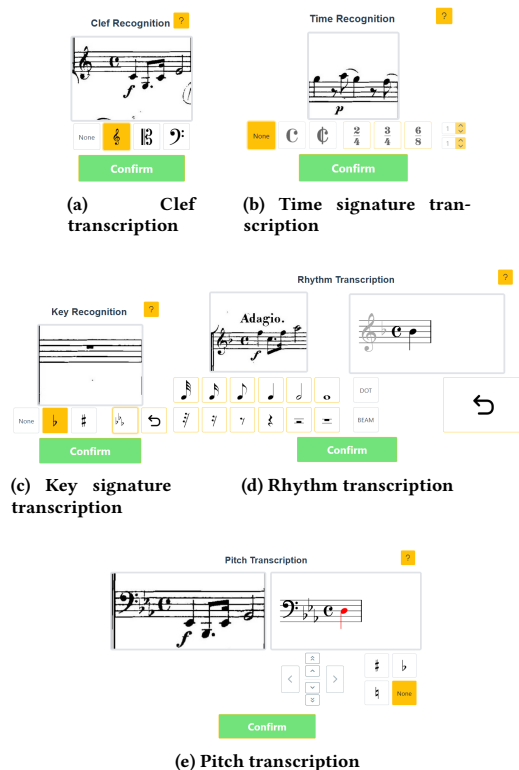 Clef Recognition ?
None
Confirm
(a) Clef
transcription
Time Recognition ?
p
None 2/4 3/4 6/8 1
1
Confirm
(b) Time signature tran-
scription
Key Recognition ?
None
Confirm
(c) Key signature
transcription
Rhythm Transcription ?
Adagio.
f
DOT
BEAM
Confirm
(d) Rhythm transcription
Pitch Transcription ?
f
None
Confirm
(e) Pitch transcription